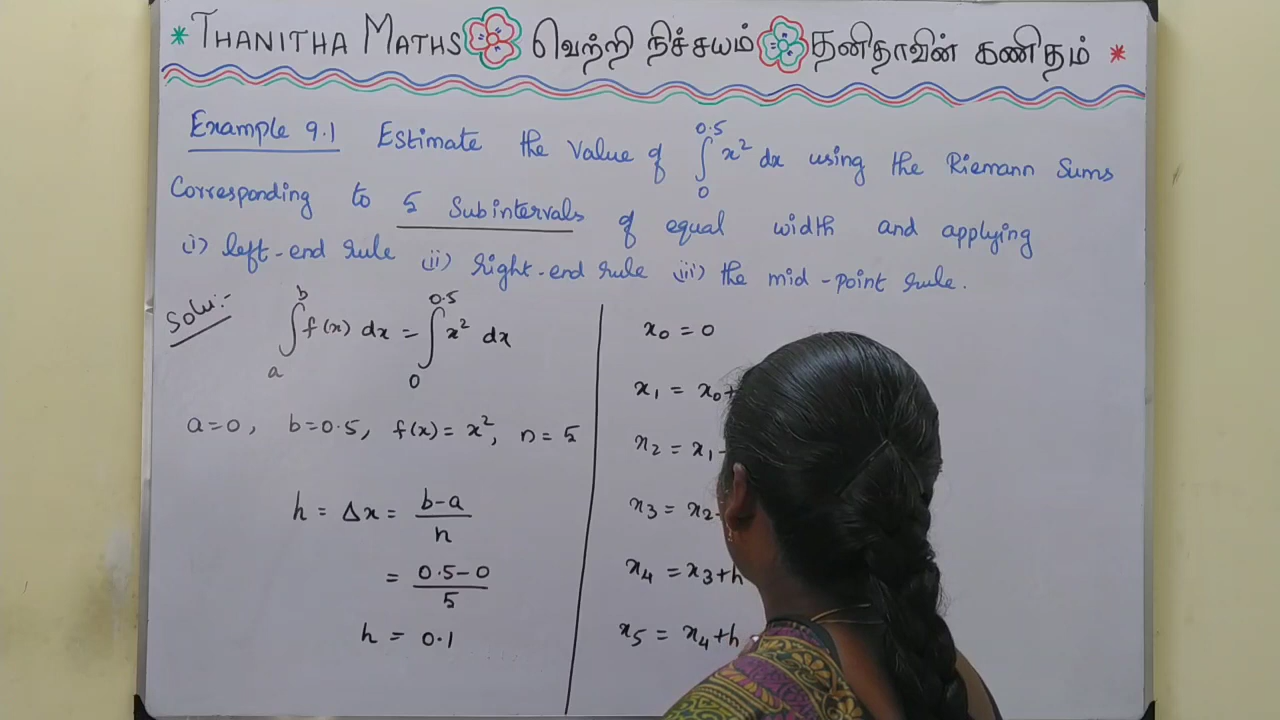 * THANITHA MATHS வெற்றி நிச்சயம் தனிதாவின் கணிதம் *
Example 9.1 Estimate the value of ∫₀^0.5 x² dx using the Riemann Sums
Corresponding to 5 Subintervals of equal width and applying
(i) left-end rule (ii) right-end rule (iii) the mid-point rule.
Solu:-
∫ₐ^b f(x) dx = ∫₀^0.5 x² dx
a=0, b=0.5, f(x)= x², n=5
h = Δx = (b-a)/n
= (0.5-0)/5
h = 0.1
x₀ = 0
x₁ = x₀+
x₂ = x₁
x₃ = x₂
x₄ = x₃+h
x₅ = x₄+h